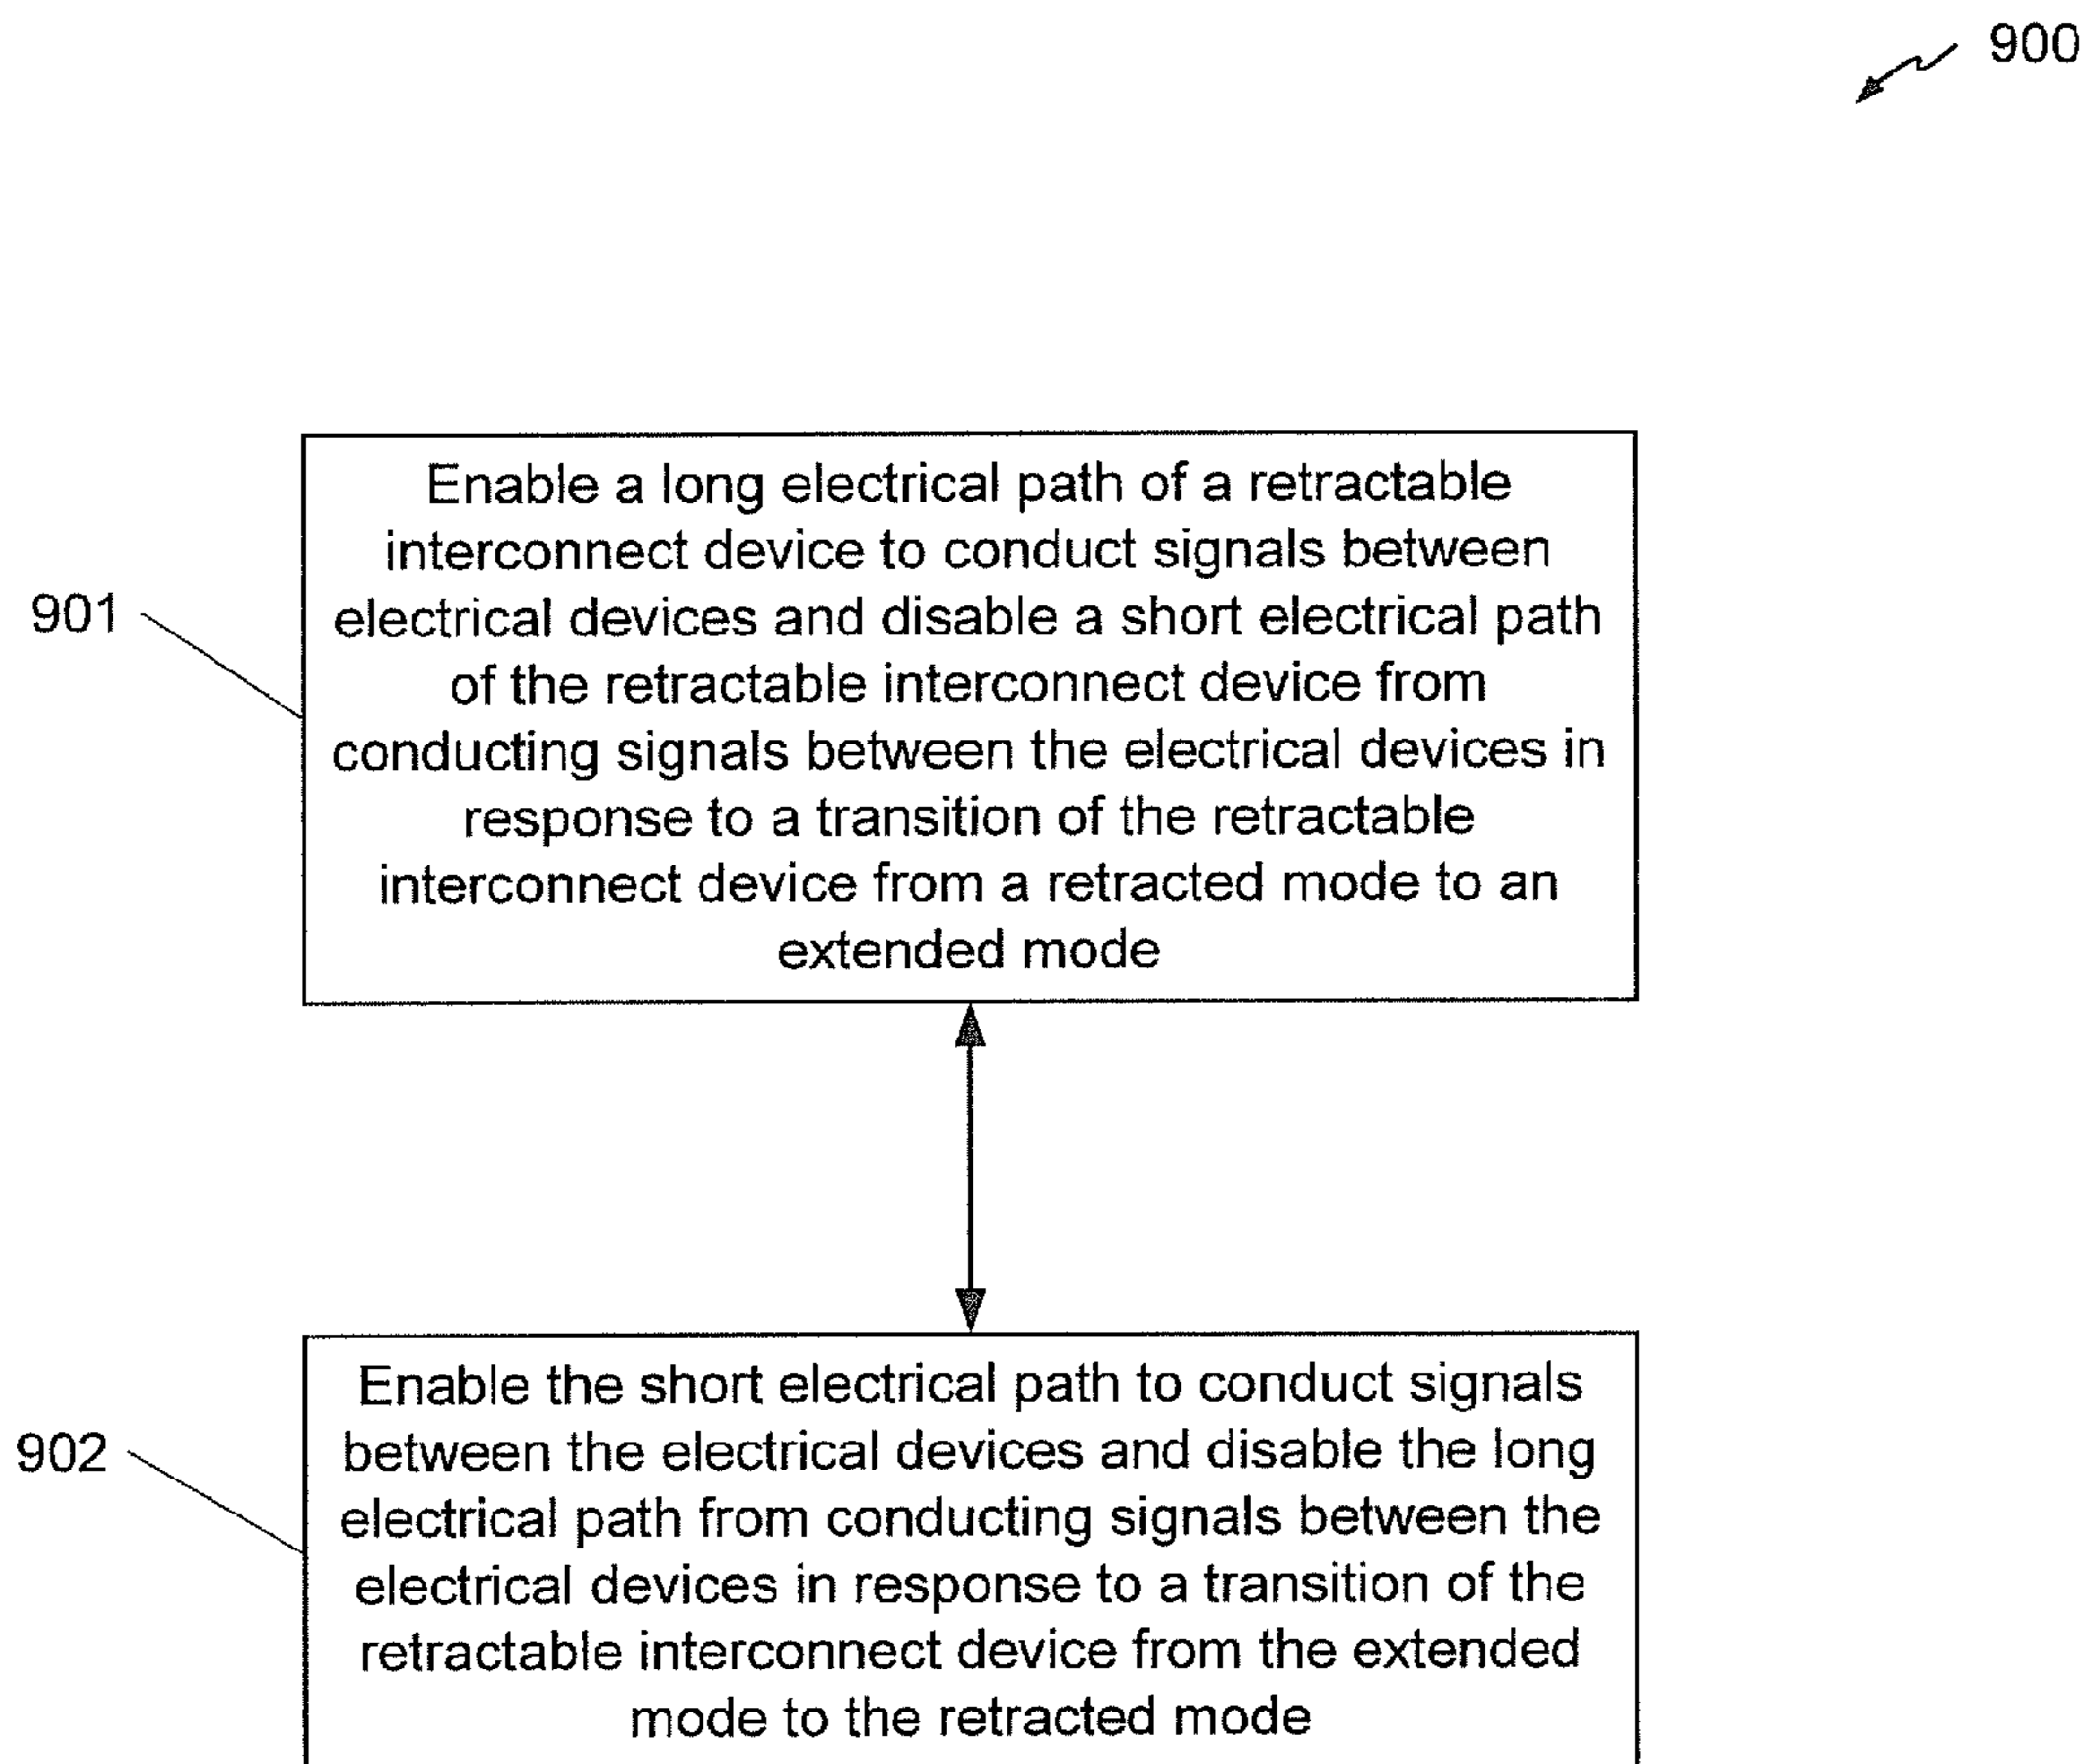 900
Enable a long electrical path of a retractable
interconnect device to conduct signals between
electrical devices and disable a short electrical path
of the retractable interconnect device from
conducting signals between the electrical devices in
response to a transition of the retractable
interconnect device from a retracted mode to an
extended mode
901
Enable the short electrical path to conduct signals
between the electrical devices and disable the long
electrical path from conducting signals between the
electrical devices in response to a transition of the
retractable interconnect device from the extended
mode to the retracted mode
902